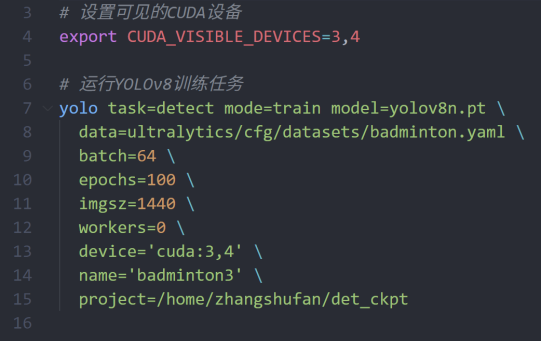 3 # 设置可见的CUDA设备
4 export CUDA_VISIBLE_DEVICES=3,4
5
6 # 运行YOLOv8训练任务
7 yolo task=detect mode=train model=yolov8n.pt \
8 data=ultralytics/cfg/datasets/badminton.yaml \
9 batch=64 \
10 epochs=100 \
11 imgsz=1440 \
12 workers=0 \
13 device='cuda:3,4' \
14 name='badminton3' \
15 project=/home/zhangshufan/det_ckpt
16